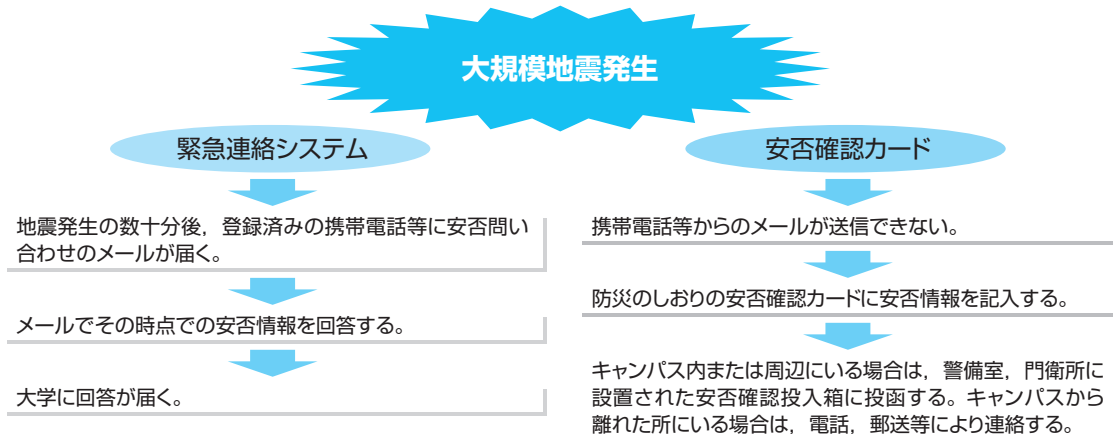 大規模地震発生
緊急連絡システム
地震発生の数十分後，登録済みの携帯電話等に安否問い
合わせのメールが届く。
メールでその時点での安否情報を回答する。
大学に回答が届く。
安否確認カード
携帯電話等からのメールが送信できない。
防災のしおりの安否確認カードに安否情報を記入する。
キャンパス内または周辺にいる場合は，警備室，門衛所に
設置された安否確認投入箱に投函する。キャンパスから
離れた所にいる場合は，電話，郵送等により連絡する。